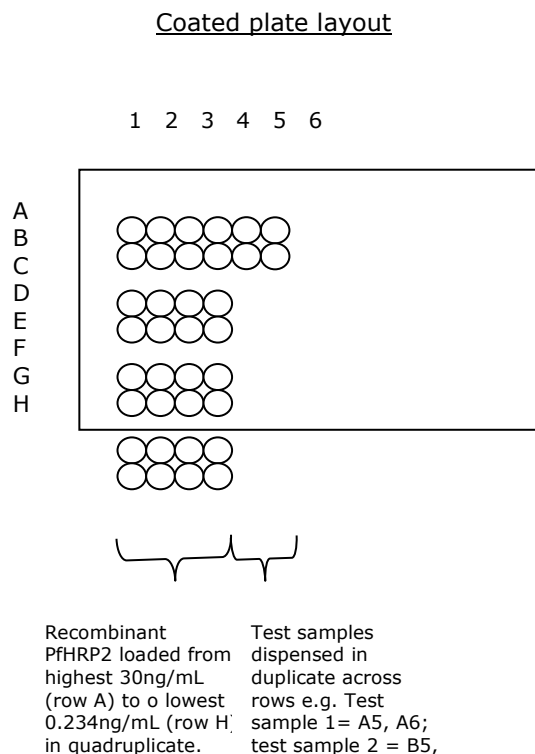 Coated plate layout
1 2 3 4 5 6
A
B
C
D
E
F
G
H
Recombinant
PfHRP2 loaded from
highest 30ng/mL
(row A) to o lowest
0.234ng/mL (row H)
in quadruplicate.
Test samples
dispensed in
duplicate across
rows e.g. Test
sample 1= A5, A6;
test sample 2 = B5,